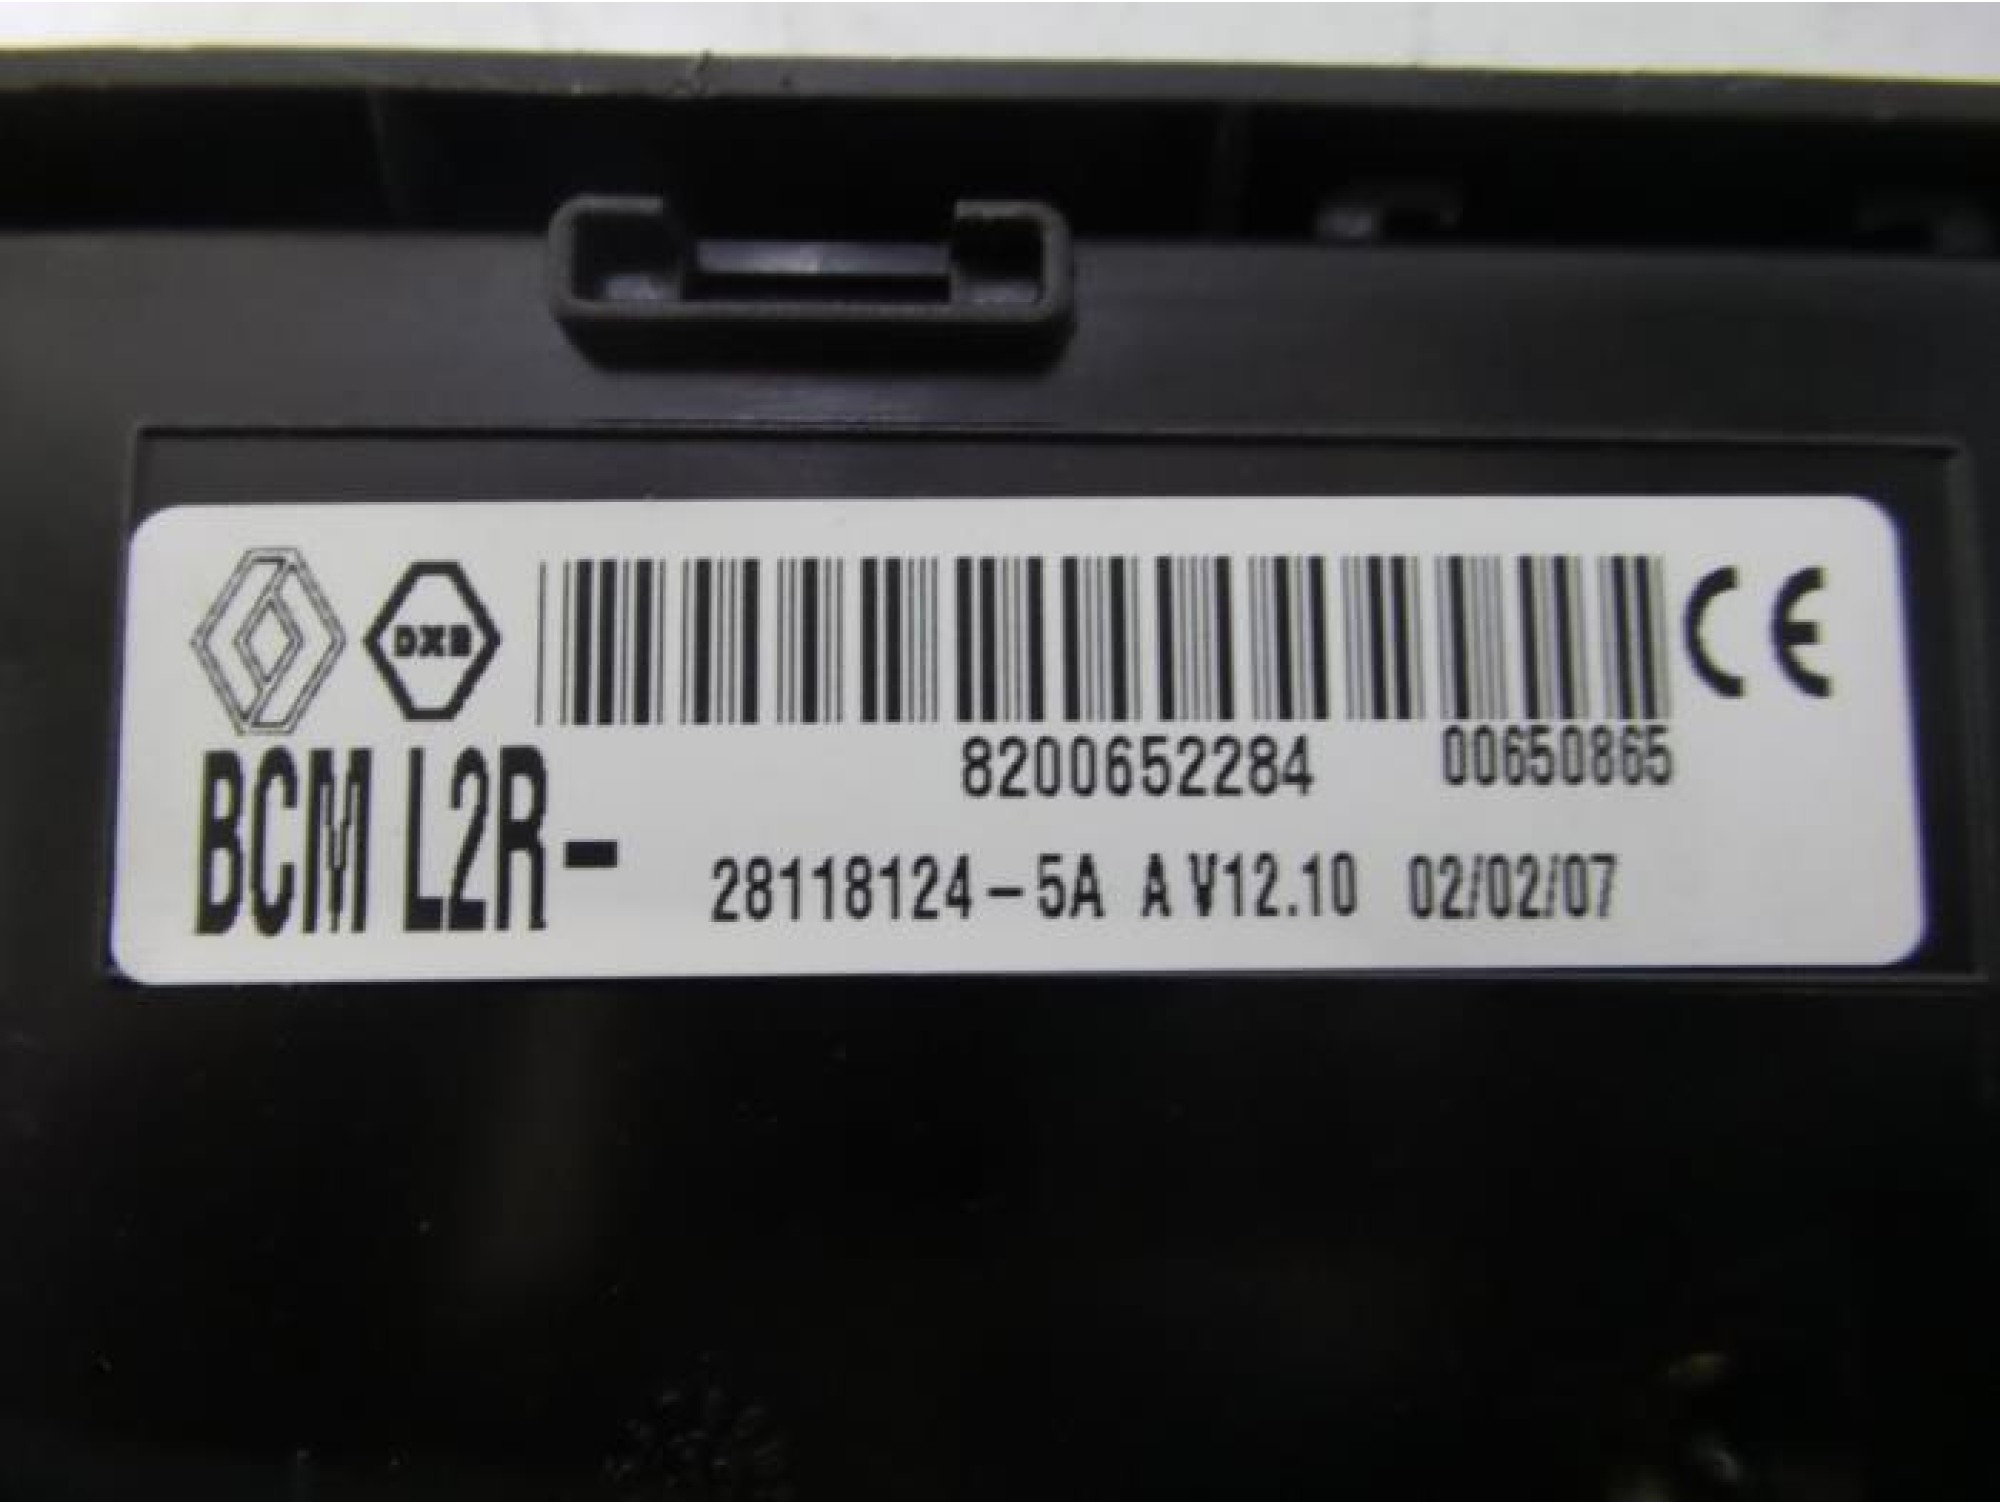 DXB
8200652284 00650865
BCM L2R-
28118124-5A A V12.10 02/02/07